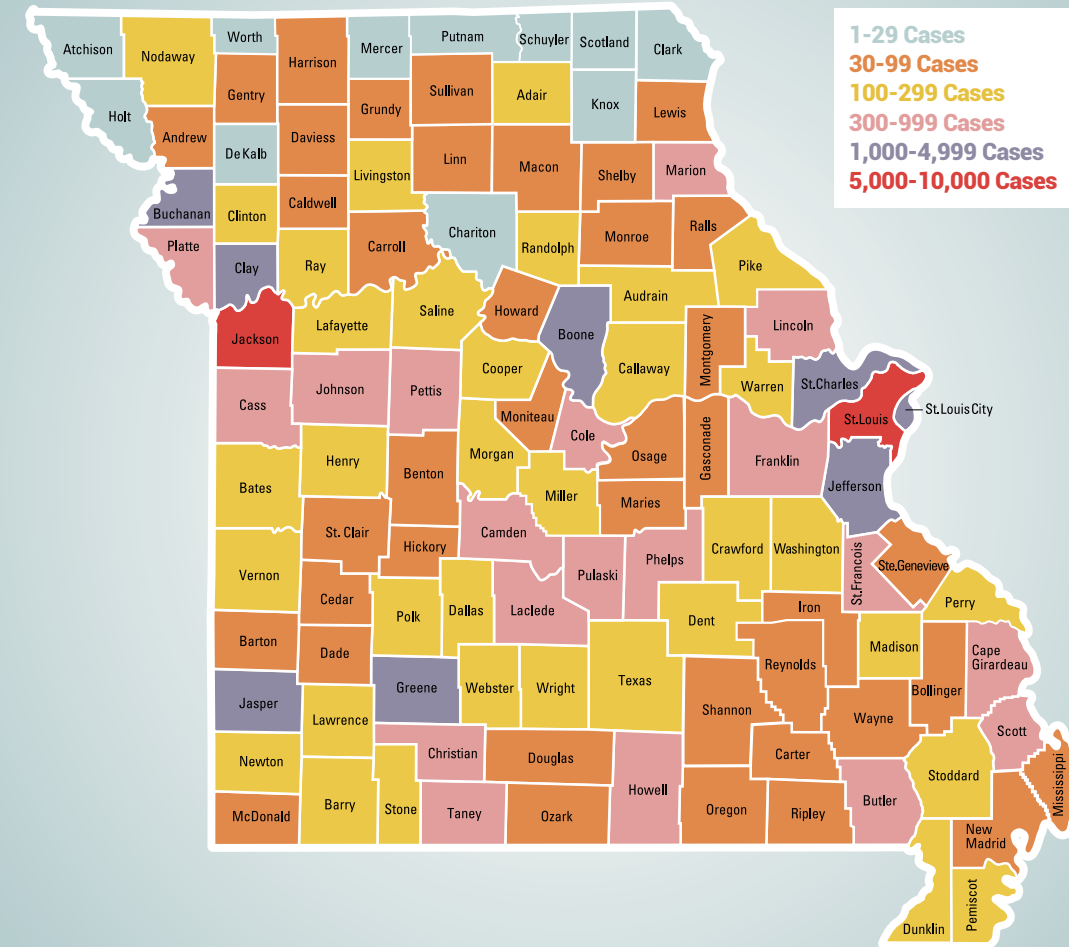 1-29 Cases
30-99 Cases
100-299 Cases
300-999 Cases
1,000-4,999 Cases
5,000-10,000 Cases
Atchison
Nodaway
Worth
Harrison
Mercer
Putnam
Schuyler
Scotland
Clark
Holt
Andrew
Gentry
De Kalb
Daviess
Grundy
Sullivan
Adair
Knox
Lewis
Linn
Macon
Shelby
Marion
Livingston
Caldwell
Clinton
Buchanan
Platte
Clay
Ray
Carroll
Chariton
Randolph
Monroe
Ralls
Pike
Audrain
Jackson
Lafayette
Saline
Howard
Boone
Callaway
Montgomery
Lincoln
Warren
St.Charles
St.Louis
St.Louis City
Cass
Johnson
Pettis
Cooper
Moniteau
Cole
Osage
Gasconade
Franklin
Jefferson
Bates
Henry
Benton
Morgan
Miller
Maries
Camden
St. Clair
Hickory
Vernon
Cedar
Polk
Dallas
Laclede
Pulaski
Phelps
Crawford
Washington
St.Francois
Ste.Genevieve
Perry
Dent
Iron
Madison
Barton
Dade
Reynolds
Bollinger
Cape
Girardeau
Jasper
Greene
Webster
Wright
Texas
Shannon
Wayne
Scott
Lawrence
Christian
Douglas
Carter
Stoddard
Mississippi
Newton
Barry
Stone
Taney
Ozark
Howell
Oregon
Ripley
Butler
New
Madrid
McDonald
Dunklin
Pemiscot